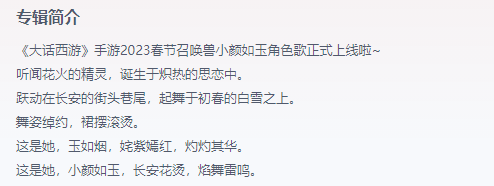 专辑简介
《大话西游》手游2023春节召唤兽小颜如玉角色歌正式上线啦~
听闻花火的精灵，诞生于炽热的思恋中。
跃动在长安的街头巷尾，起舞于初春的白雪之上。
舞姿绰约，裙摆滚烫。
这是她，玉如烟，姹紫嫣红，灼灼其华。
这是她，小颜如玉，长安花烫，焰舞雷鸣。